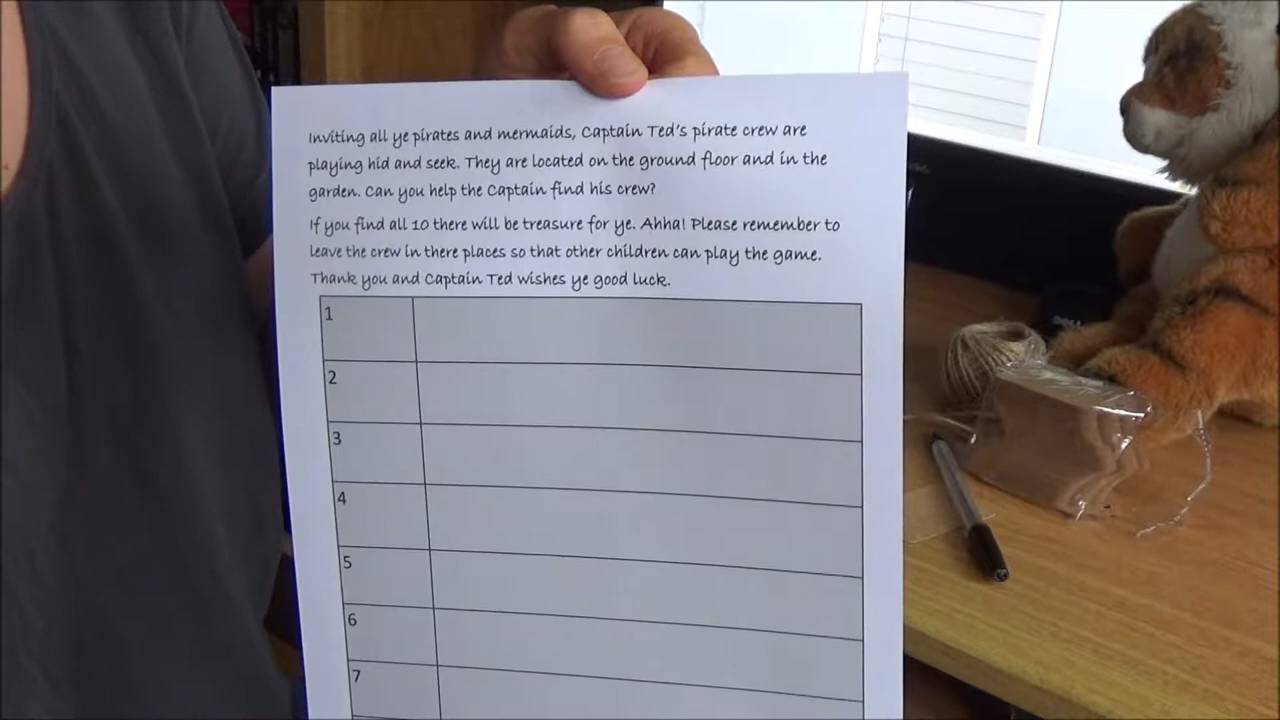 Inviting all ye pirates and mermaids, Captain Ted's pirate crew are
playing hid and seek. They are located on the ground floor and in the
garden. Can you help the Captain find his crew?
If you find all 10 there will be treasure for ye. Ahha! Please remember to
leave the crew in there places so that other children can play the game.
Thank you and Captain Ted wishes ye good luck.
1
2
3
4
5
6
7
DELL